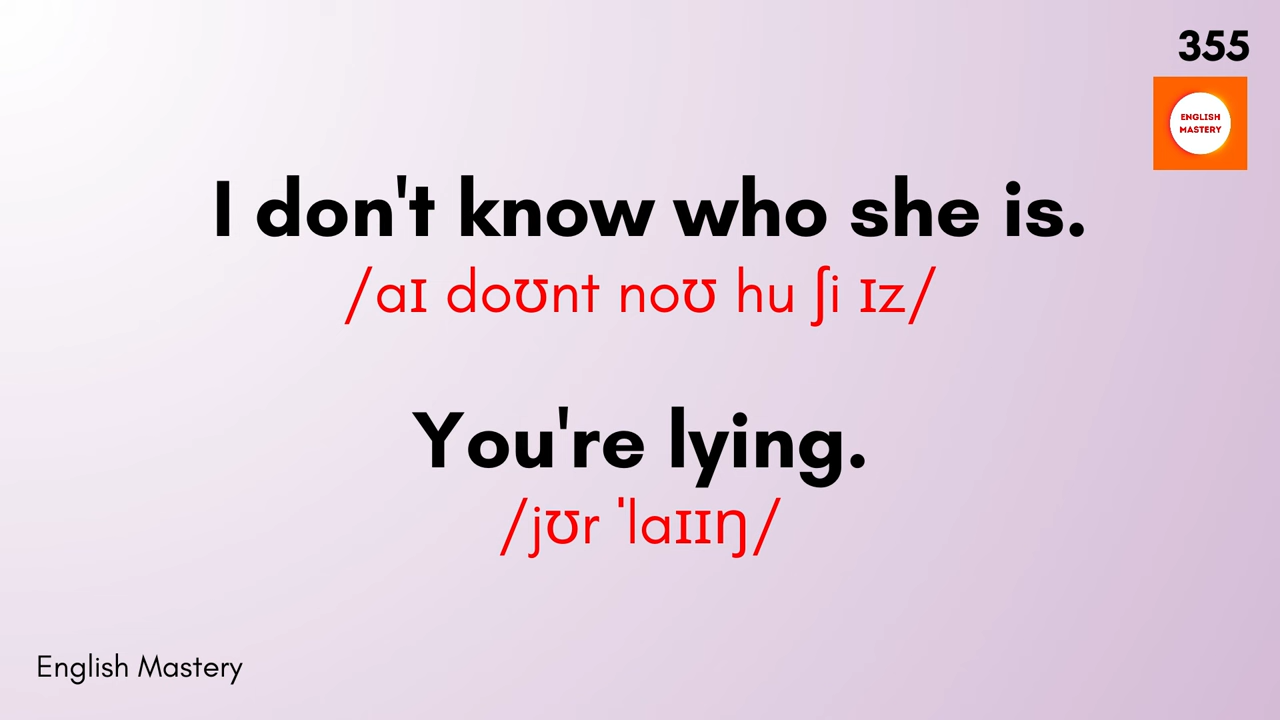 355
ENGLISH
MASTERY
I don't know who she is.
/aɪ doʊnt noʊ hu ʃi ɪz/
You're lying.
/jʊr ˈlaɪɪŋ/
English Mastery